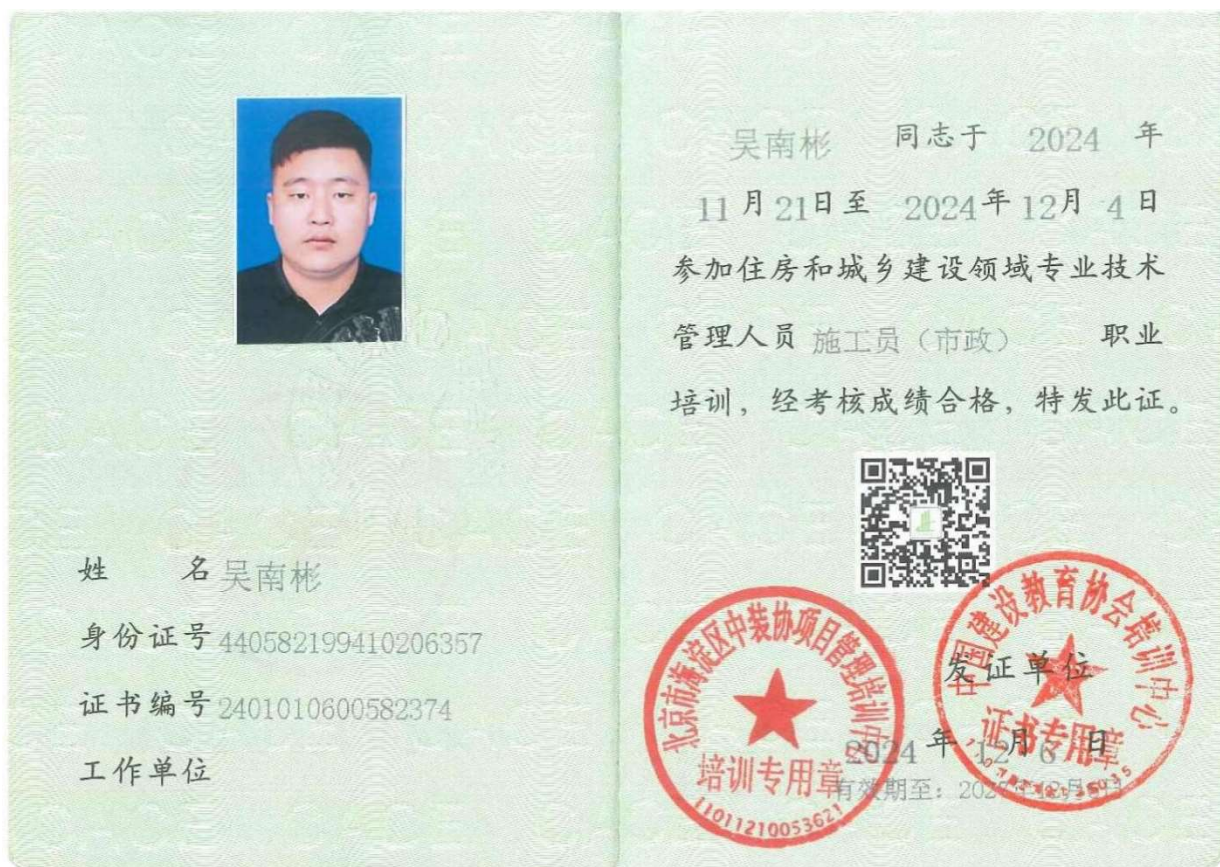 姓 名 吴南彬
身份证号 440582199410206357
证书编号 2401010600582374
工作单位
吴南彬 同志于 2024 年
11 月 21 日至 2024 年 12 月 4 日
参加住房和城乡建设领域专业技术
管理人员 施工员（市政） 职业
培训，经考核成绩合格，特发此证。
北京市海淀区中装协项目管理培训中
培训专用章
11011210053621
中国建设教育协会培训中心
发证单位
证书专用章
2024 年 12 月 6 日
有效期至：